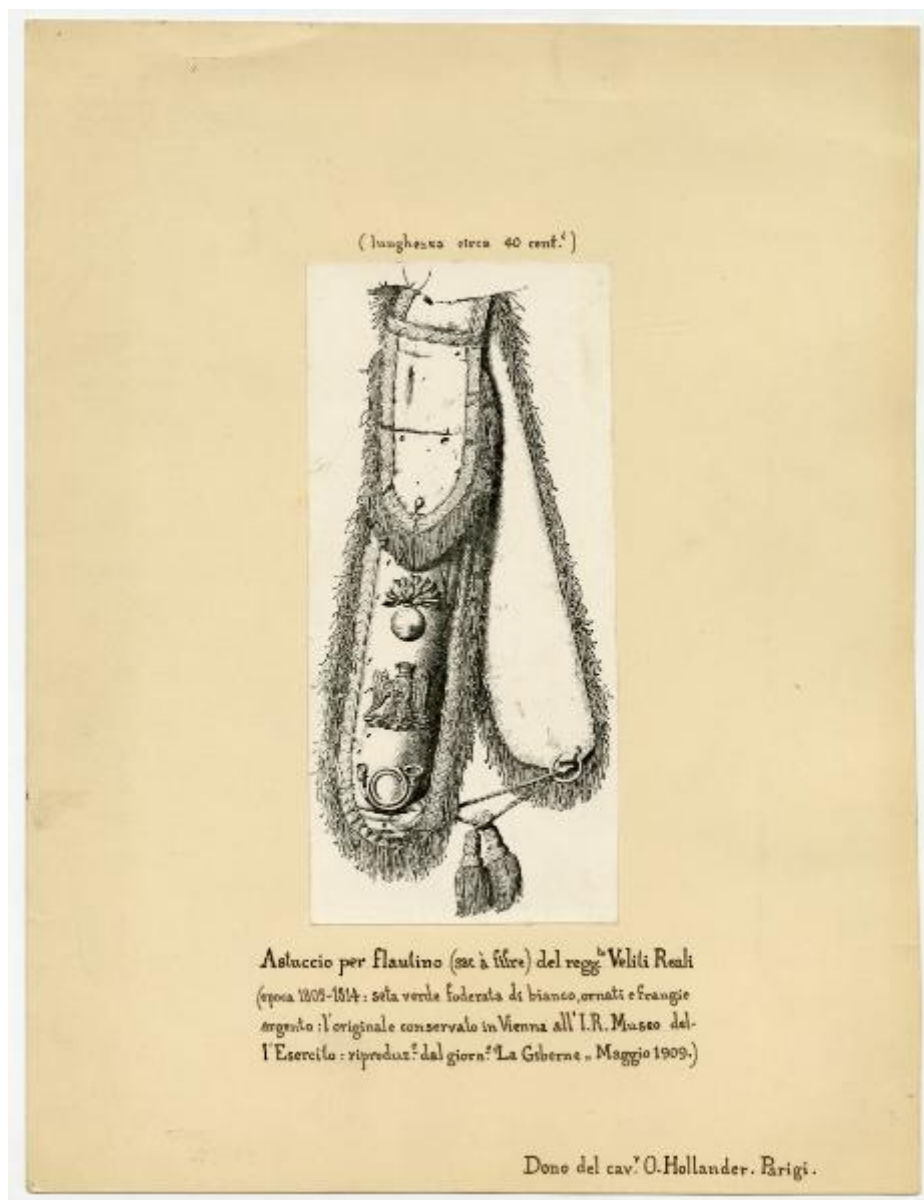 (lunghezza circa 40 cent.i)
Astuccio per flautino (sac à fifre) del regg.to Veliti Reali
(epoca 1805-1814: seta verde foderata di bianco, ornati e frangie
argento: l'originale conservato in Vienna all'I.R. Museo del-
l'Esercito: riproduz.e dal giorn.e "La Giberne„ Maggio 1909.)
Dono del cav.r O. Hollander. Parigi.